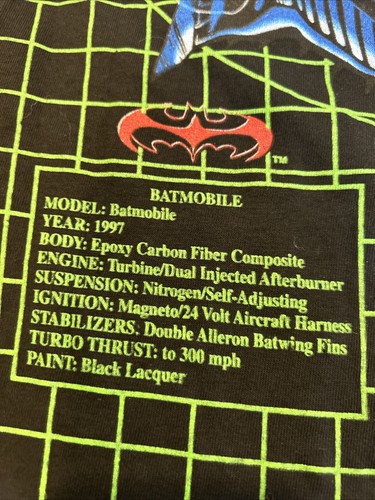 TM
BATMOBILE
MODEL: Batmobile
YEAR: 1997
BODY: Epoxy Carbon Fiber Composite
ENGINE: Turbine/Dual Injected Afterburner
SUSPENSION: Nitrogen/Self-Adjusting
IGNITION: Magneto/24 Volt Aircraft Harness
STABILIZERS. Double Alleron Batwing Fins
TURBO THRUST: to 300 mph
PAINT: Black Lacquer